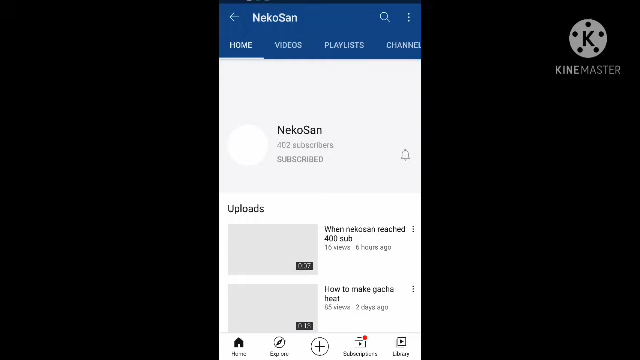 NekoSan
HOME VIDEOS PLAYLISTS CHANNEL
K
KINEMASTER
NekoSan
402 subscribers
SUBSCRIBED
Uploads
When nekosan reached
400 sub
16 views · 6 hours ago
0:07
How to make gacha
heat
85 views · 2 days ago
0:13
Home Explore Subscriptions Library